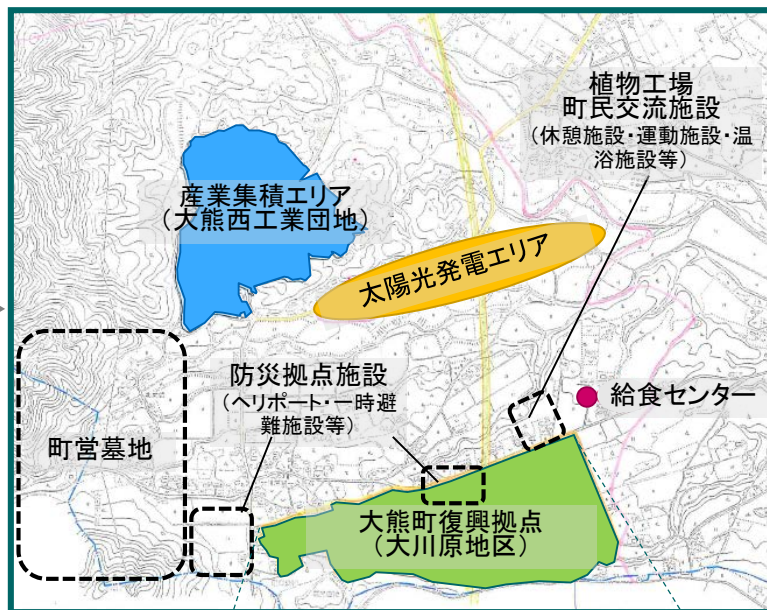 植物工場
町民交流施設
(休憩施設・運動施設・温
浴施設等)
産業集積エリア
(大熊西工業団地)
太陽光発電エリア
防災拠点施設
(ヘリポート・一時避
難施設等)
給食センター
町営墓地
大熊町復興拠点
(大川原地区)